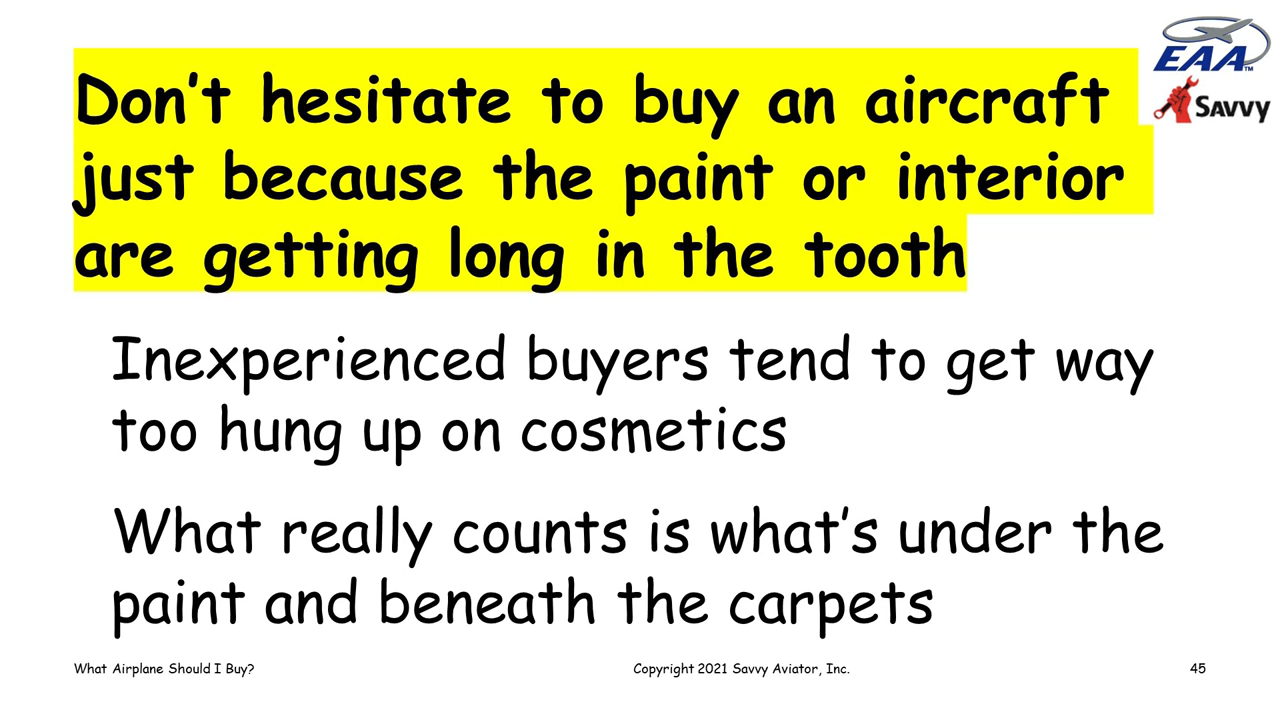 EAA™
Savvy
Don’t hesitate to buy an aircraft
just because the paint or interior
are getting long in the tooth
Inexperienced buyers tend to get way
too hung up on cosmetics
What really counts is what’s under the
paint and beneath the carpets
What Airplane Should I Buy?
Copyright 2021 Savvy Aviator, Inc.
45